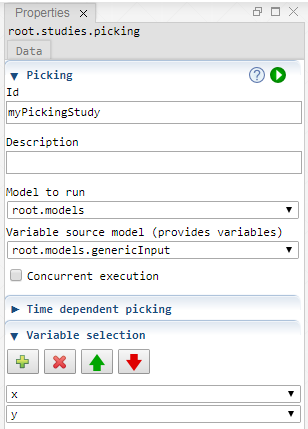 Properties
root.studies.picking
Data
Picking
Id
myPickingStudy
Description
Model to run
root.models
Variable source model (provides variables)
root.models.genericInput
Concurrent execution
Time dependent picking
Variable selection
x
y